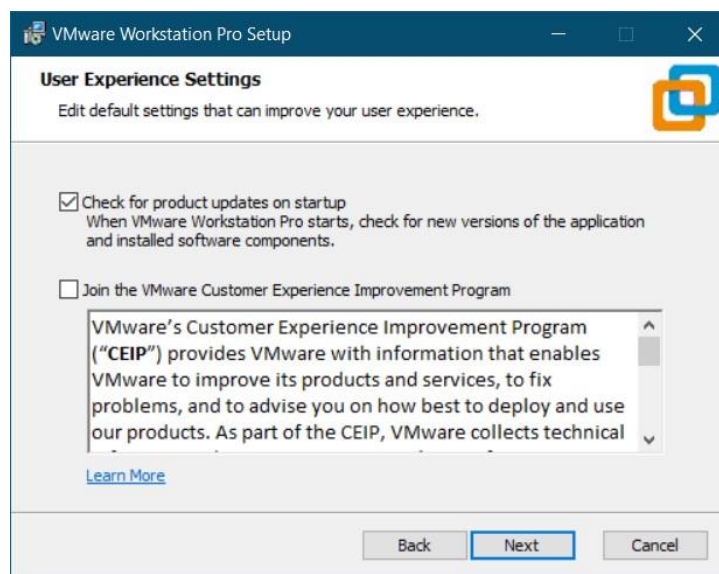 VMware Workstation Pro Setup
User Experience Settings
Edit default settings that can improve your user experience.
Check for product updates on startup
When VMware Workstation Pro starts, check for new versions of the application
and installed software components.
Join the VMware Customer Experience Improvement Program
VMware's Customer Experience Improvement Program
("CEIP") provides VMware with information that enables
VMware to improve its products and services, to fix
problems, and to advise you on how best to deploy and use
our products. As part of the CEIP, VMware collects technical
Learn More
Back Next Cancel